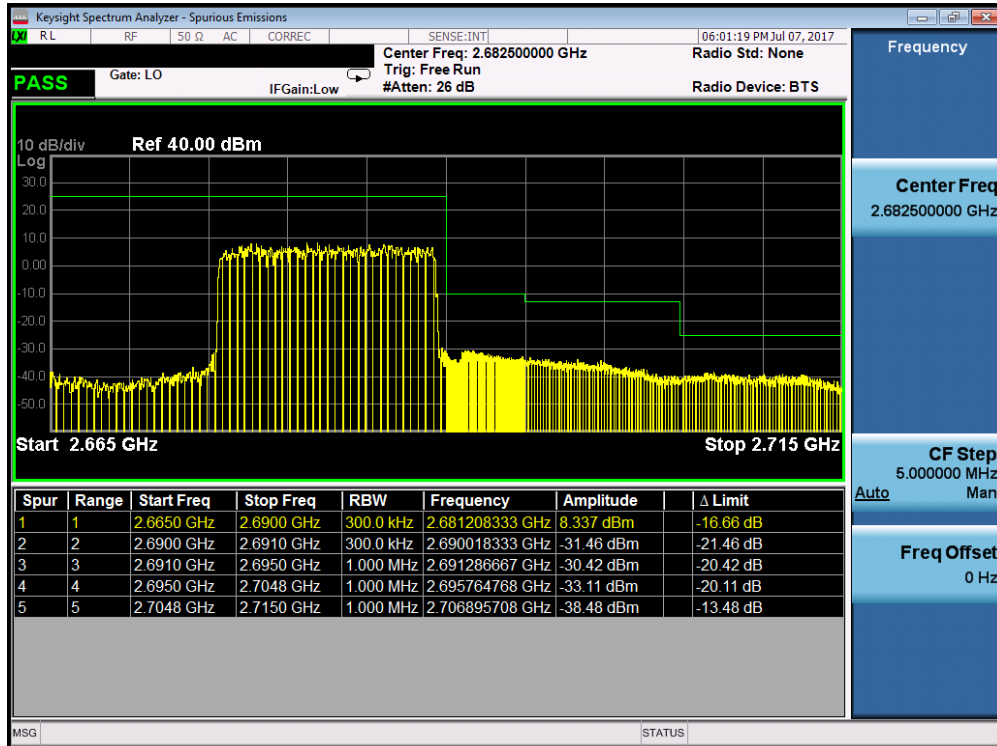 Keysight Spectrum Analyzer - Spurious Emissions
LXI RL RF 50 Ω AC CORREC SENSE:INT 06:01:19 PM Jul 07, 2017
Center Freq: 2.682500000 GHz Radio Std: None
PASS Gate: LO Trig: Free Run
IFGain:Low #Atten: 26 dB Radio Device: BTS
10 dB/div Ref 40.00 dBm
Log
30.0
20.0
10.0
0.00
-10.0
-20.0
-30.0
-40.0
-50.0
Start 2.665 GHz Stop 2.715 GHz
Spur Range Start Freq Stop Freq RBW Frequency Amplitude Δ Limit
1 1 2.6650 GHz 2.6900 GHz 300.0 kHz 2.681208333 GHz 8.337 dBm -16.66 dB
2 2 2.6900 GHz 2.6910 GHz 300.0 kHz 2.690018333 GHz -31.46 dBm -21.46 dB
3 3 2.6910 GHz 2.6950 GHz 1.000 MHz 2.691286667 GHz -30.42 dBm -20.42 dB
4 4 2.6950 GHz 2.7048 GHz 1.000 MHz 2.695764768 GHz -33.11 dBm -20.11 dB
5 5 2.7048 GHz 2.7150 GHz 1.000 MHz 2.706895708 GHz -38.48 dBm -13.48 dB
MSG STATUS
Frequency
Center Freq
2.682500000 GHz
CF Step
5.000000 MHz
Auto Man
Freq Offset
0 Hz